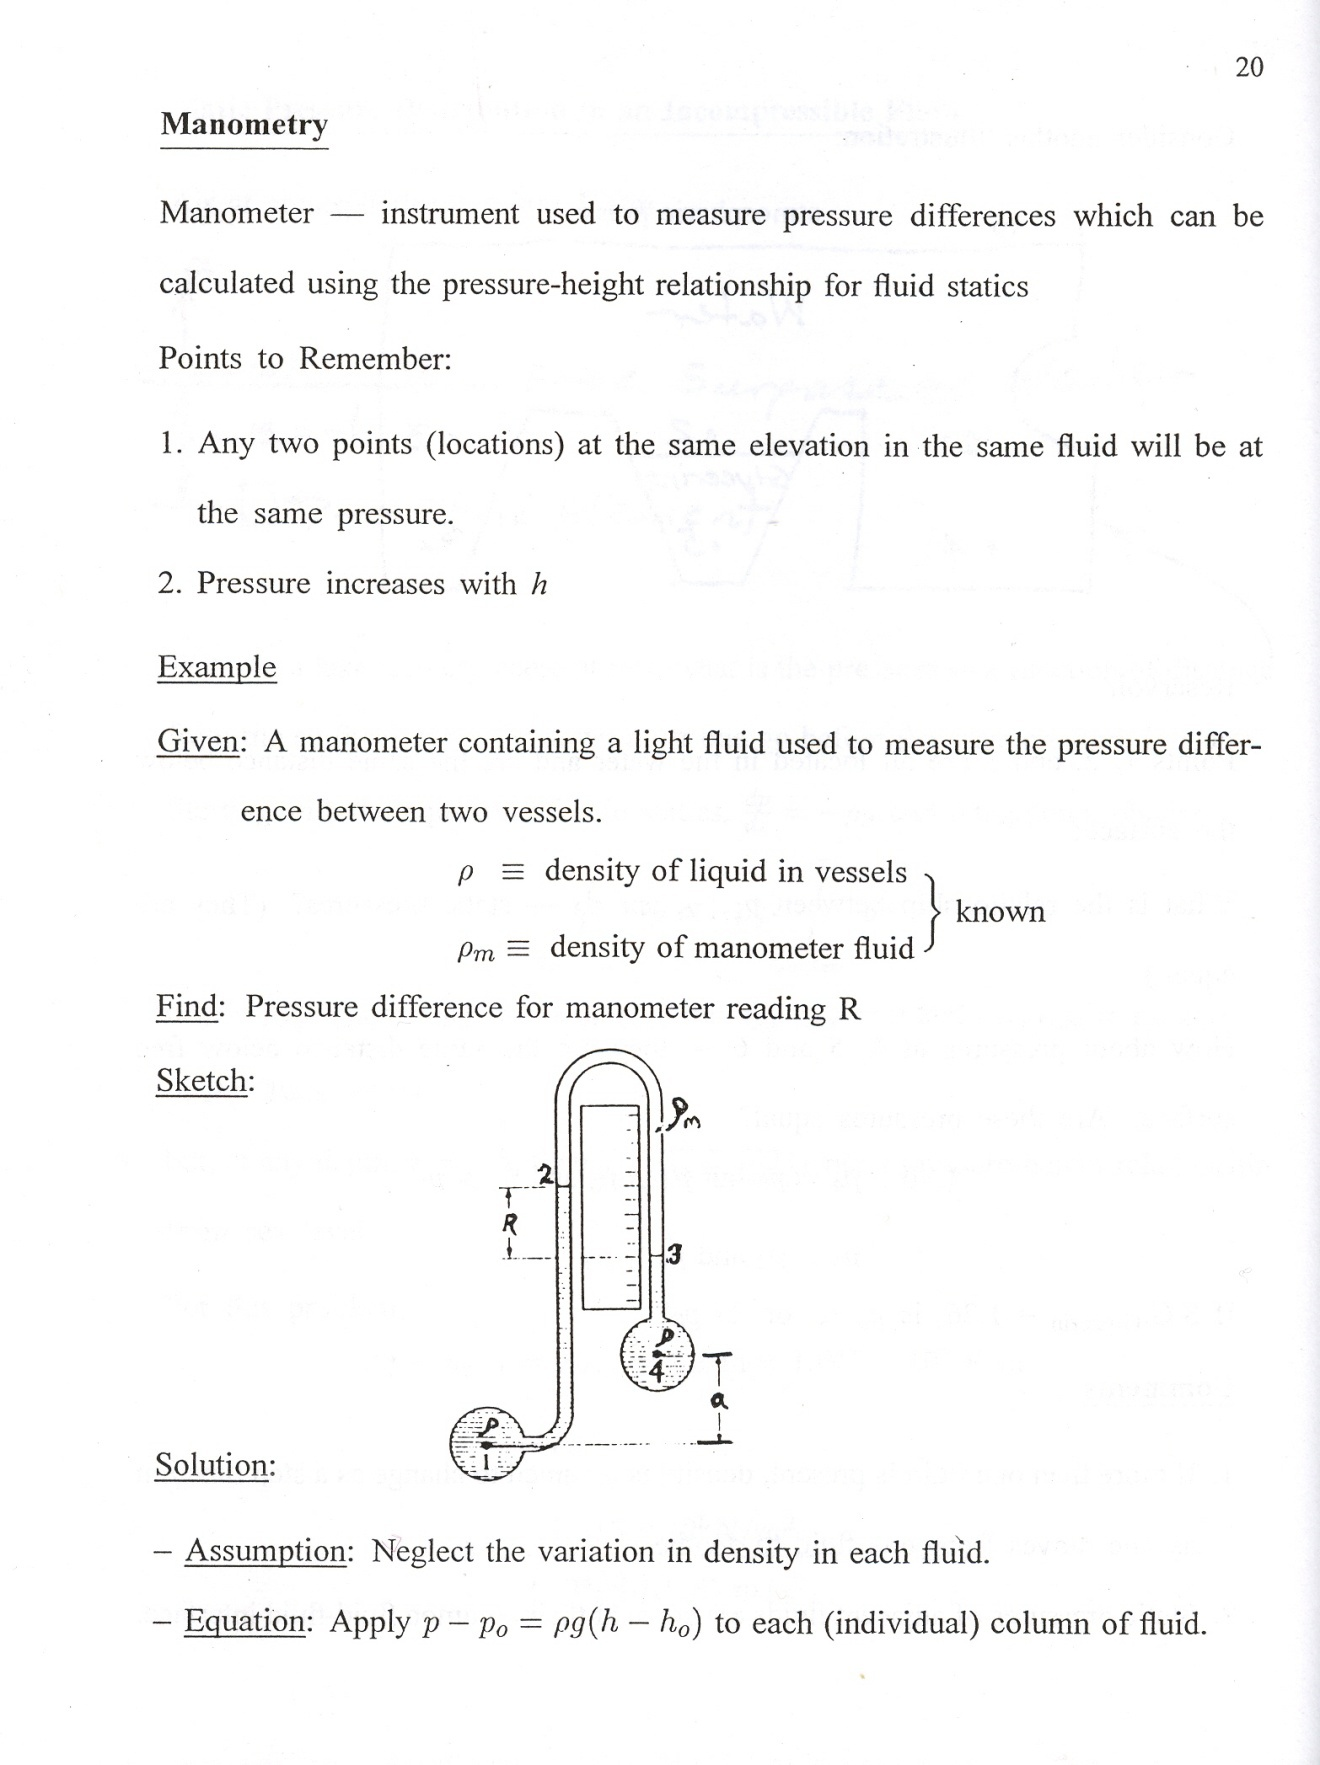 20
Manometry
Manometer — instrument used to measure pressure differences which can be
calculated using the pressure-height relationship for fluid statics
Points to Remember:
1. Any two points (locations) at the same elevation in the same fluid will be at
the same pressure.
2. Pressure increases with h
Example
Given: A manometer containing a light fluid used to measure the pressure differ-
ence between two vessels.
ρ ≡ density of liquid in vessels
known
ρm ≡ density of manometer fluid
Find: Pressure difference for manometer reading R
Sketch:
ρm
2
R
3
ρ
4
a
ρ
1
Solution:
– Assumption: Neglect the variation in density in each fluid.
– Equation: Apply p – po = ρg(h – ho) to each (individual) column of fluid.